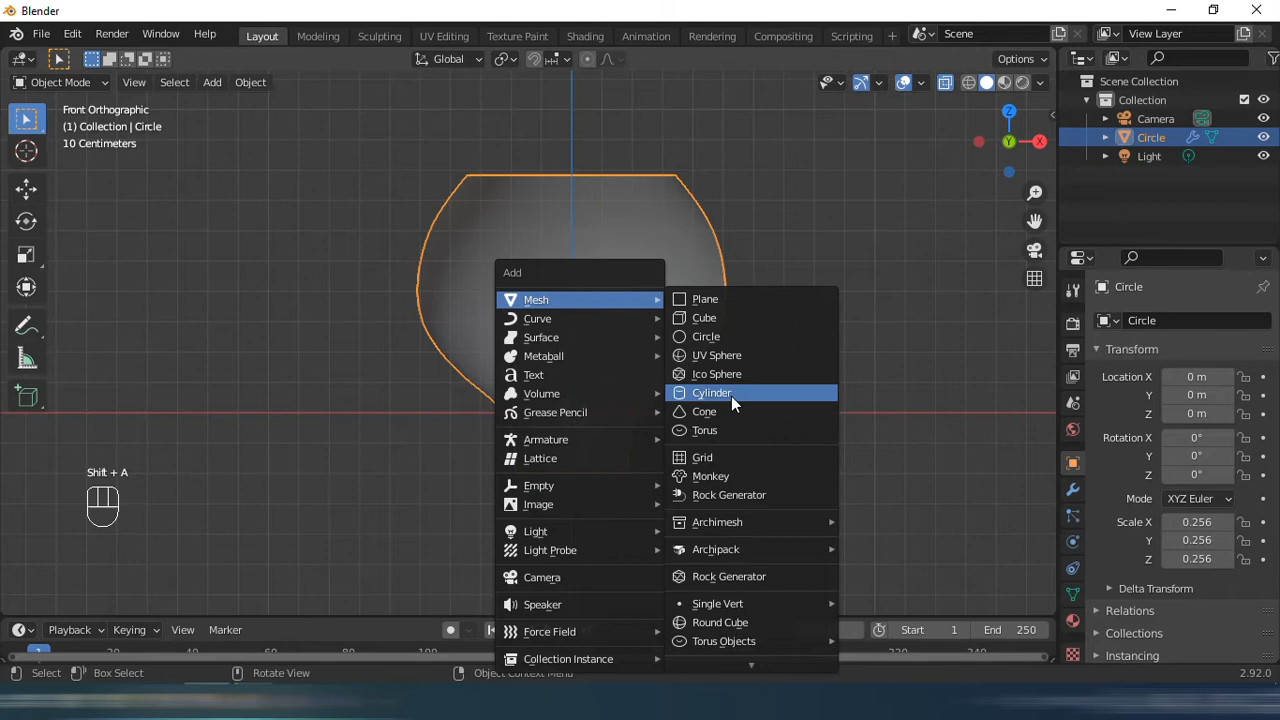 Blender
File Edit Render Window Help
Layout Modeling Sculpting UV Editing Texture Paint Shading Animation Rendering Compositing Scripting + Scene View Layer
Global Options
Object Mode View Select Add Object
Front Orthographic
(1) Collection | Circle
10 Centimeters
Z
Y
X
Scene Collection
Collection
Camera
Circle
Light
Add
Mesh
Curve
Surface
Metaball
Text
Volume
Grease Pencil
Armature
Lattice
Empty
Image
Light
Light Probe
Camera
Speaker
Force Field
Collection Instance
Plane
Cube
Circle
UV Sphere
Ico Sphere
Cylinder
Cone
Torus
Grid
Monkey
Rock Generator
Archimesh
Archipack
Rock Generator
Single Vert
Round Cube
Torus Objects
Shift + A
Circle
Circle
Transform
Location X 0 m
Y 0 m
Z 0 m
Rotation X 0°
Y 0°
Z 0°
Mode XYZ Euler
Scale X 0.256
Y 0.256
Z 0.256
Delta Transform
Relations
Collections
Instancing
Playback Keying View Marker Start 1 End 250
Select Box Select Rotate View Object Context Menu 2.92.0